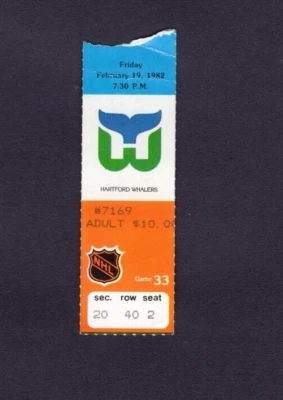 Friday
February 19, 1982
7:30 P.M.
HARTFORD WHALERS
#7169
ADULT $10.00
NHL
Game 33
sec. row seat
20 40 2